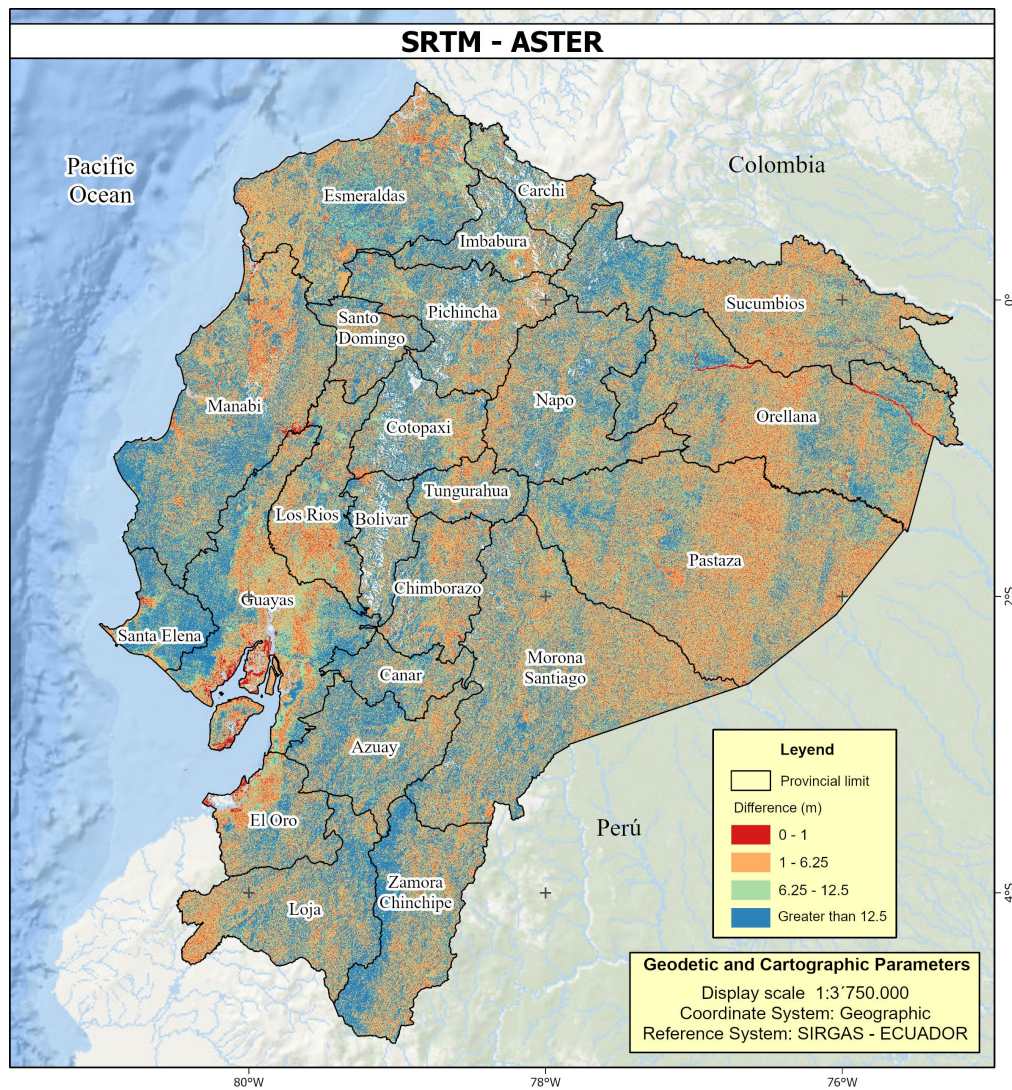 SRTM - ASTER
Pacific
Ocean
Colombia
Esmeraldas
Carchi
Imbabura
Pichincha
Sucumbios
0°
Santo
Domingo
Manabi
Napo
Orellana
Cotopaxi
Tungurahua
Los Rios
Bolivar
Pastaza
Chimborazo
Guayas
2°S
Santa Elena
Morona
Santiago
Canar
Azuay
El Oro
Perú
Zamora
Chinchipe
Loja
4°S
Leyend
Provincial limit
Difference (m)
0 - 1
1 - 6.25
6.25 - 12.5
Greater than 12.5
Geodetic and Cartographic Parameters
Display scale 1:3´750.000
Coordinate System: Geographic
Reference System: SIRGAS - ECUADOR
80°W
78°W
76°W